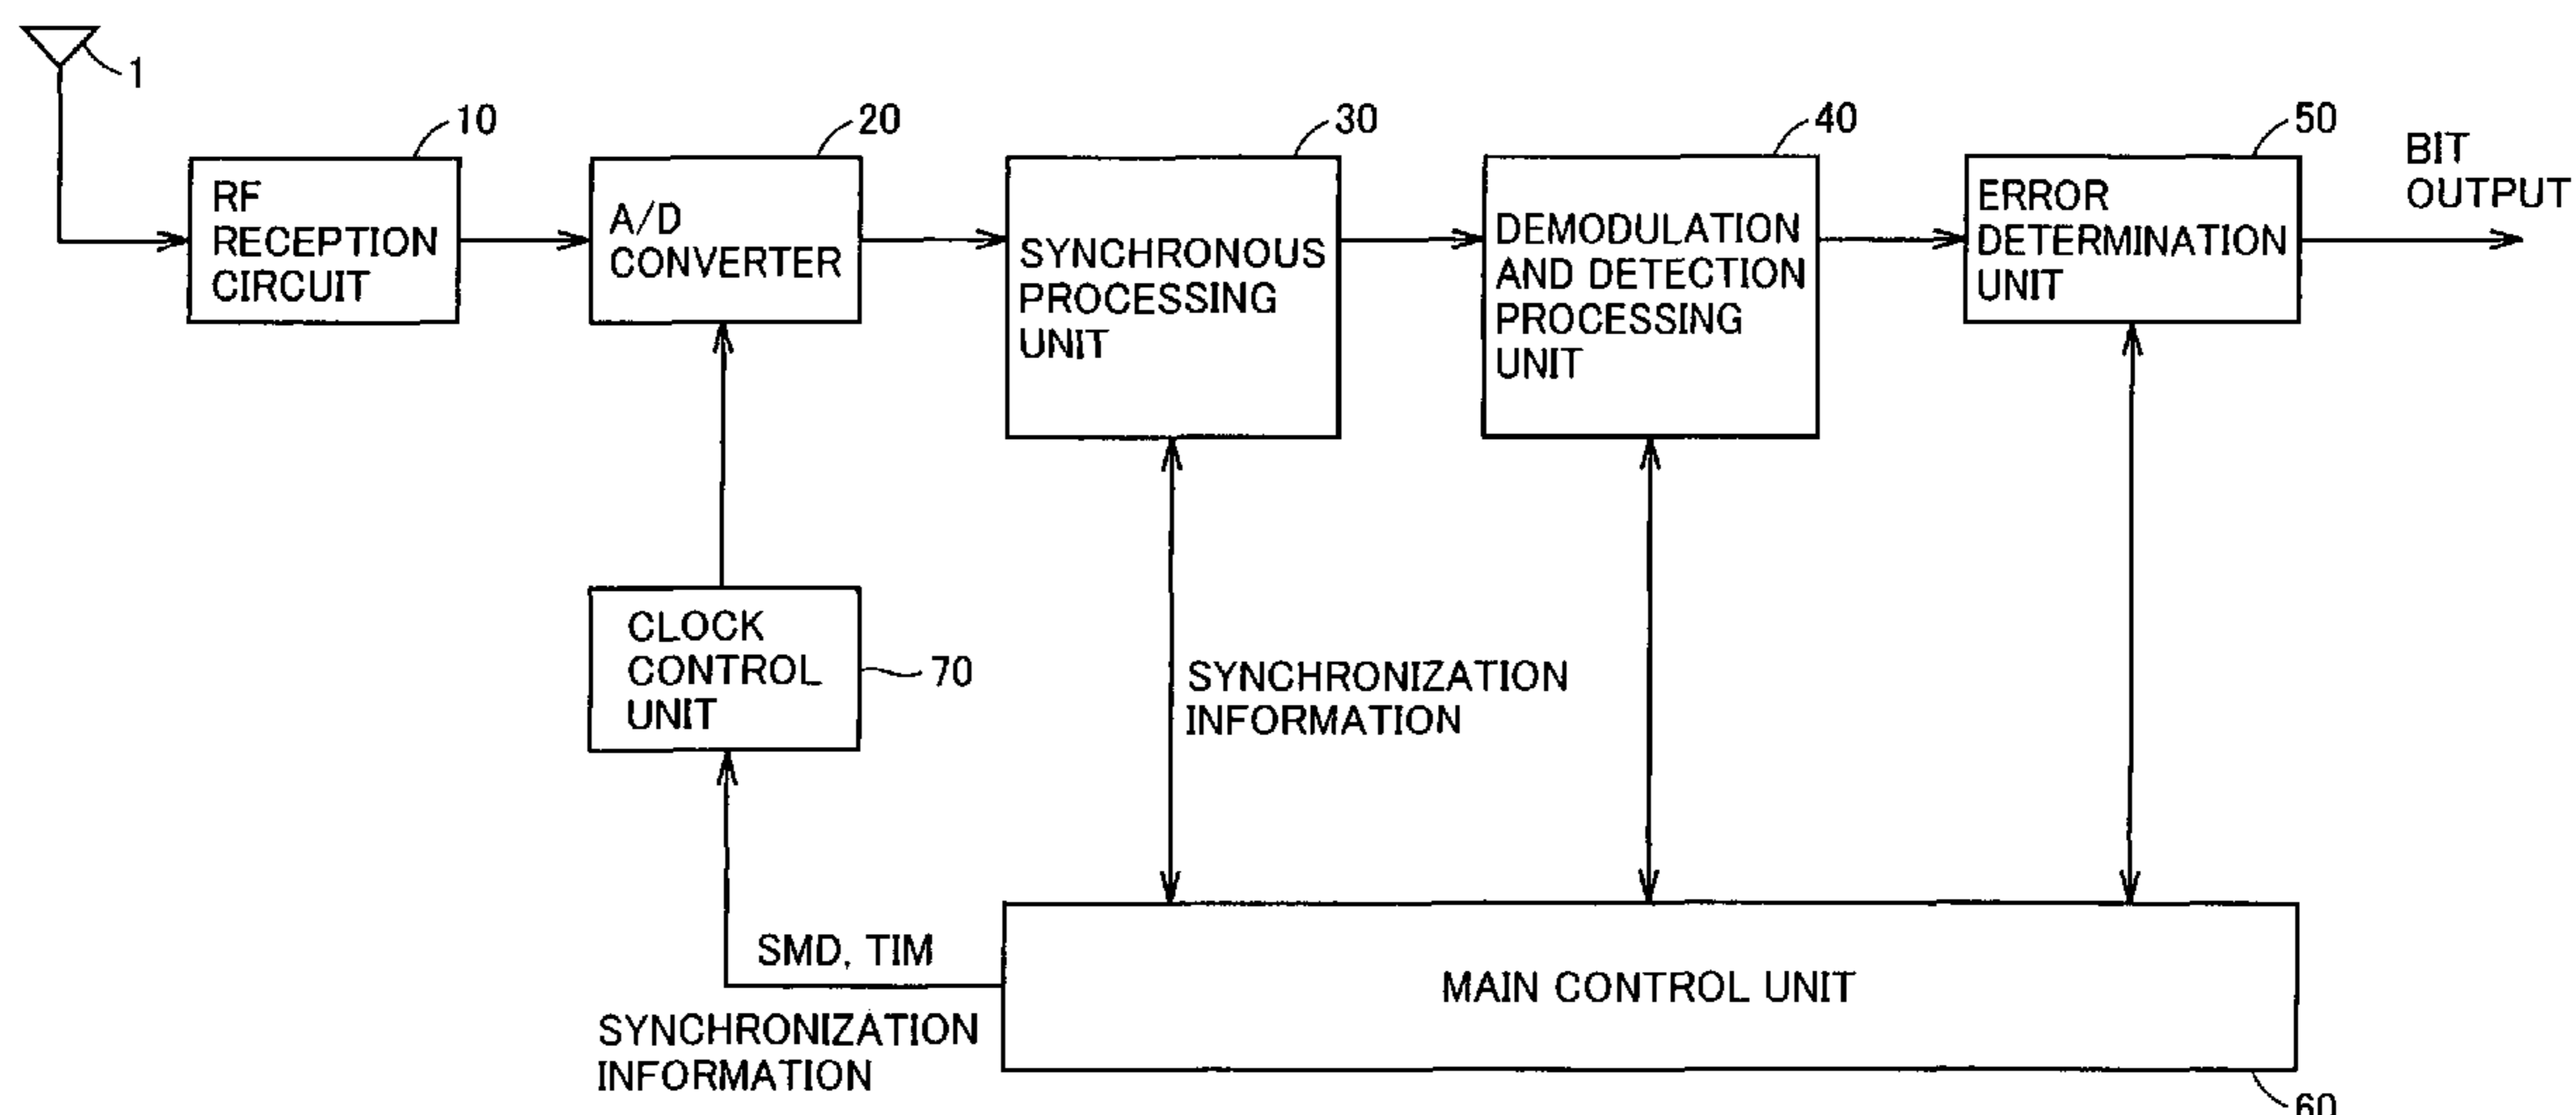 1
10
20
30
40
50
RF
RECEPTION
CIRCUIT
A/D
CONVERTER
SYNCHRONOUS
PROCESSING
UNIT
DEMODULATION
AND DETECTION
PROCESSING
UNIT
ERROR
DETERMINATION
UNIT
BIT
OUTPUT
CLOCK
CONTROL
UNIT
70
SYNCHRONIZATION
INFORMATION
SMD, TIM
SYNCHRONIZATION
INFORMATION
MAIN CONTROL UNIT
60